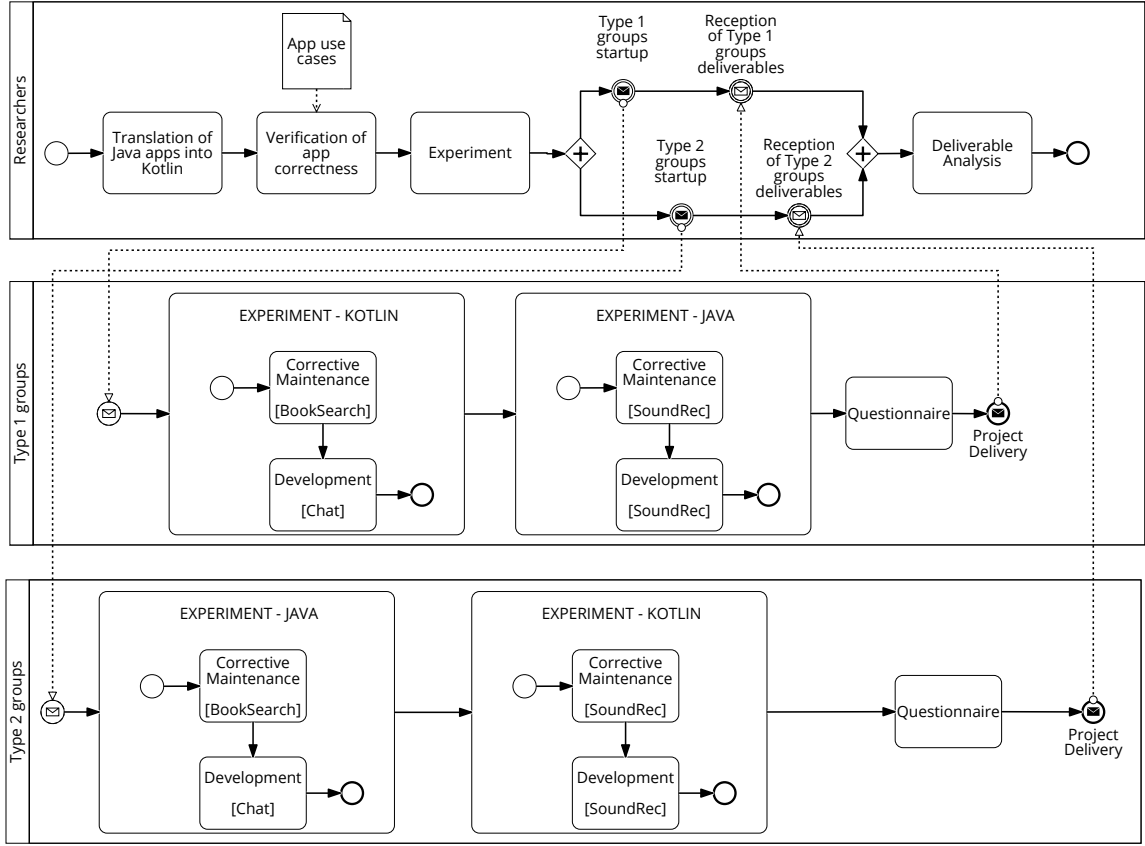 Researchers
App use
cases
Translation of
Java apps into
Kotlin
Verification of
app
correctness
Experiment
Type 1
groups
startup
Reception
of Type 1
groups
deliverables
Type 2
groups
startup
Reception
of Type 2
groups
deliverables
Deliverable
Analysis
Type 1 groups
EXPERIMENT - KOTLIN
Corrective
Maintenance
[BookSearch]
Development
[Chat]
EXPERIMENT - JAVA
Corrective
Maintenance
[SoundRec]
Development
[SoundRec]
Questionnaire
Project
Delivery
Type 2 groups
EXPERIMENT - JAVA
Corrective
Maintenance
[BookSearch]
Development
[Chat]
EXPERIMENT - KOTLIN
Corrective
Maintenance
[SoundRec]
Development
[SoundRec]
Questionnaire
Project
Delivery